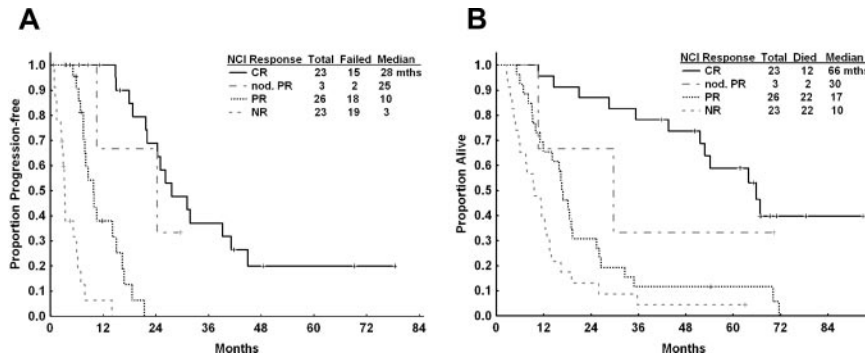 A
NCI Response Total Failed Median
CR 23 15 28 mths
nod. PR 3 2 25
PR 26 18 10
NR 23 19 3
Proportion Progression-free
1.0
0.9
0.8
0.7
0.6
0.5
0.4
0.3
0.2
0.1
0.0
0 12 24 36 48 60 72 84
Months
B
NCI Response Total Died Median
CR 23 12 66 mths
nod. PR 3 2 30
PR 26 22 17
NR 23 22 10
Proportion Alive
1.0
0.9
0.8
0.7
0.6
0.5
0.4
0.3
0.2
0.1
0.0
0 12 24 36 48 60 72 84
Months